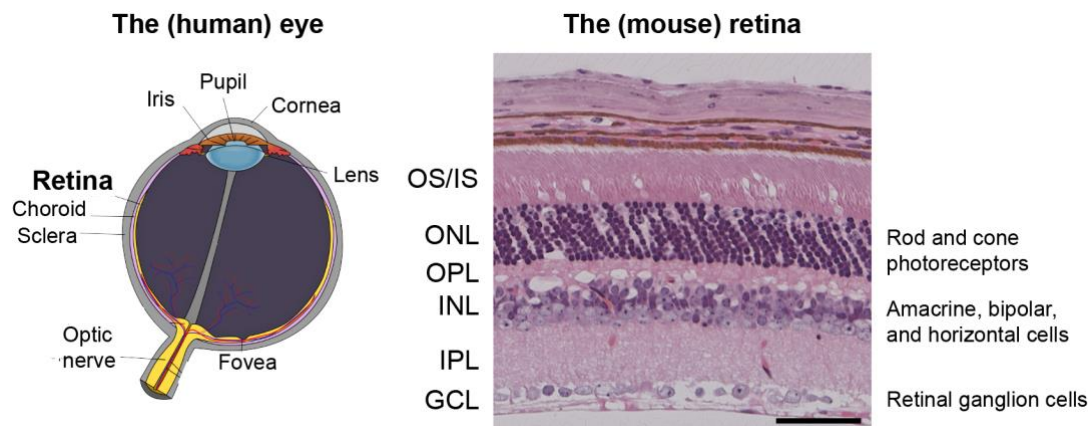 The (human) eye
The (mouse) retina
Pupil
Iris
Cornea
Lens
Retina
Choroid
Sclera
Optic
nerve
Fovea
OS/IS
ONL
OPL
INL
IPL
GCL
Rod and cone
photoreceptors
Amacrine, bipolar,
and horizontal cells
Retinal ganglion cells